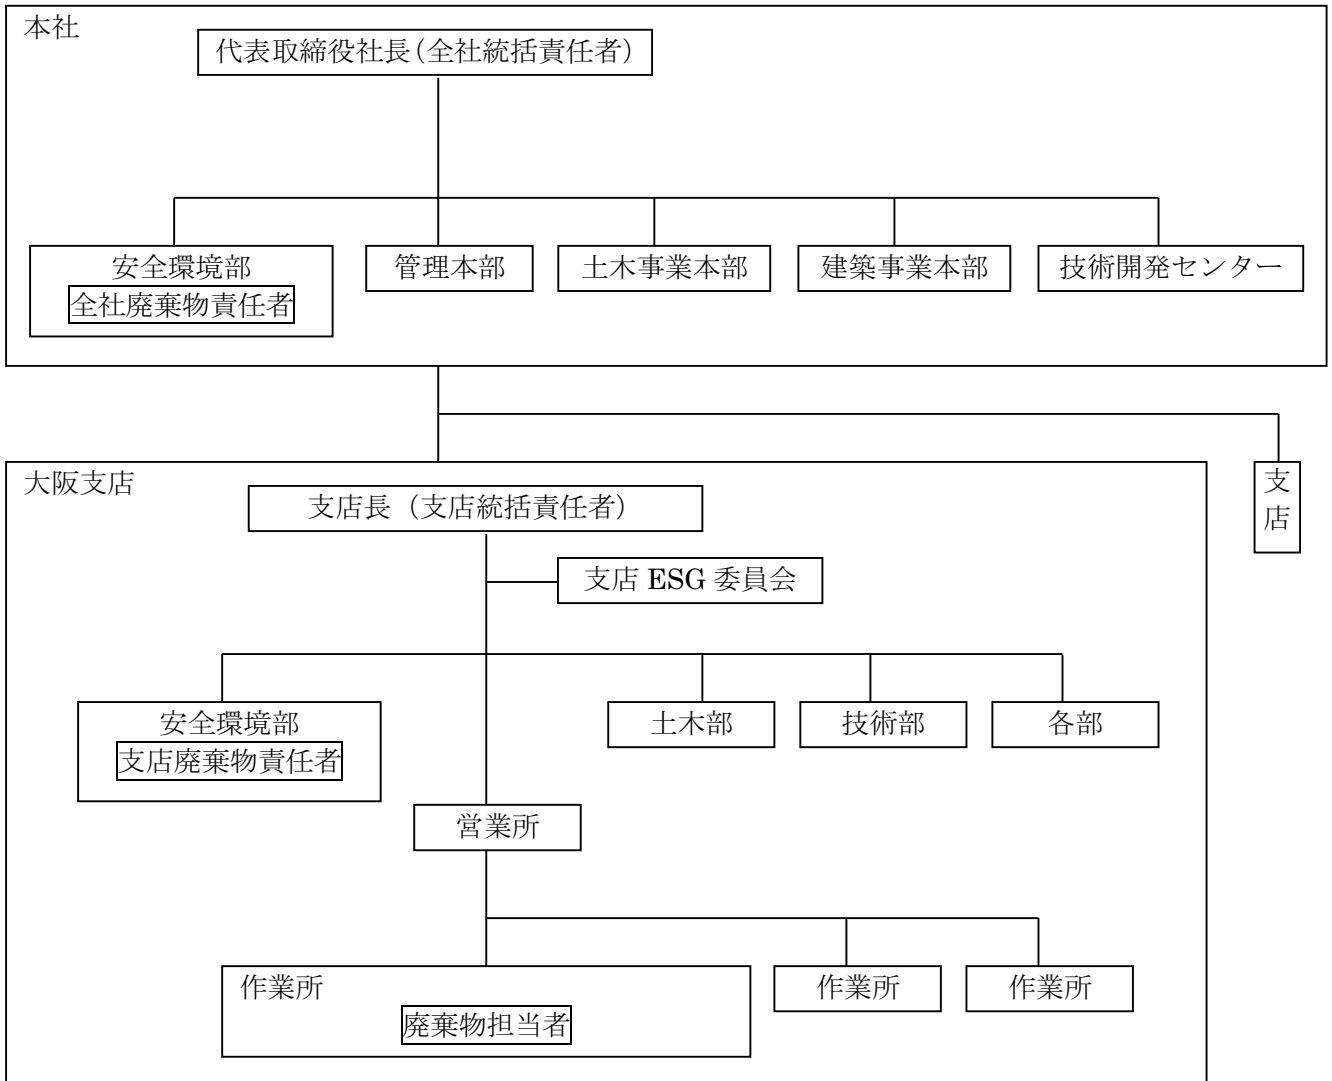 本社
代表取締役社長(全社統括責任者)
安全環境部
全社廃棄物責任者
管理本部
土木事業本部
建築事業本部
技術開発センター
大阪支店
支店長（支店統括責任者）
支店 ESG 委員会
安全環境部
支店廃棄物責任者
土木部
技術部
各部
営業所
作業所
廃棄物担当者
作業所
作業所
支
店